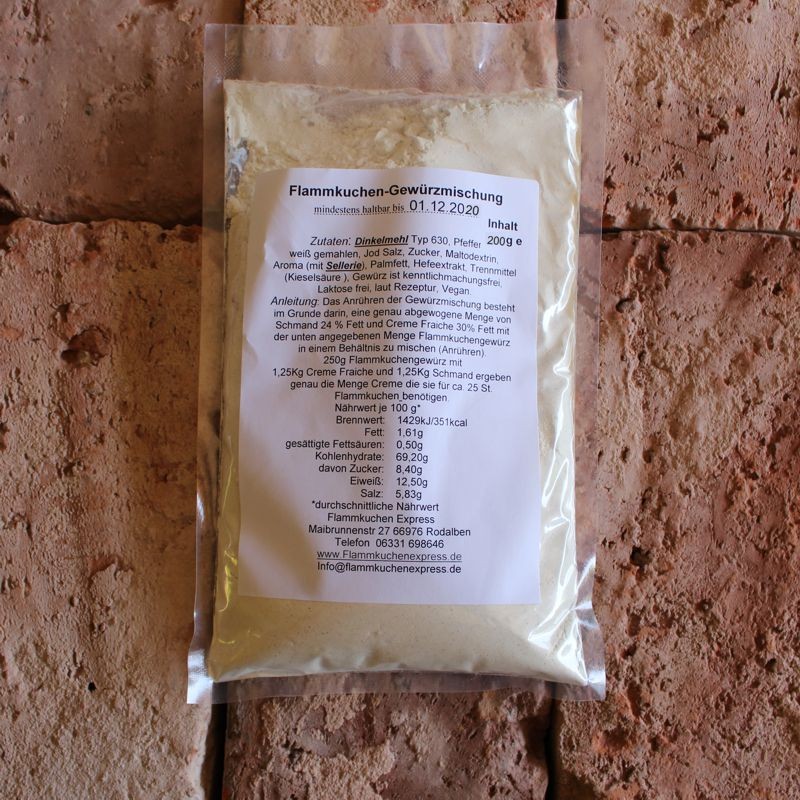 Flammkuchen-Gewürzmischung
mindestens haltbar bis 01.12.2020
Inhalt
200g e
Zutaten: Dinkelmehl Typ 630, Pfeffer
weiß gemahlen, Jod Salz, Zucker, Maltodextrin,
Aroma (mit Sellerie), Palmfett, Hefeextrakt, Trennmittel
(Kieselsäure ), Gewürz ist kenntlichmachungsfrei,
Laktose frei, laut Rezeptur, Vegan.
Anleitung: Das Anrühren der Gewürzmischung besteht
im Grunde darin, eine genau abgewogene Menge von
Schmand 24 % Fett und Creme Fraiche 30% Fett mit
der unten angegebenen Menge Flammkuchengewürz
in einem Behältnis zu mischen (Anrühren).
250g Flammkuchengewürz mit
1,25Kg Creme Fraiche und 1,25Kg Schmand ergeben
genau die Menge Creme die sie für ca. 25 St.
Flammkuchen benötigen.
Nährwert je 100 g*
Brennwert: 1429kJ/351kcal
Fett: 1,61g
gesättigte Fettsäuren: 0,50g
Kohlenhydrate: 69,20g
davon Zucker: 8,40g
Eiweiß: 12,50g
Salz: 5,83g
*durchschnittliche Nährwert
Flammkuchen Express
Maibrunnenstr 27 66976 Rodalben
Telefon 06331 698646
www.Flammkuchenexpress.de
Info@flammkuchenexpress.de